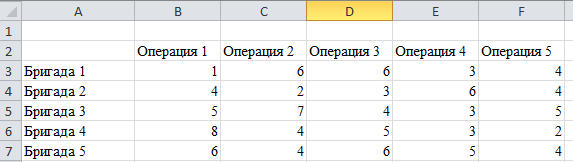 A B C D E F
1
2 Операция 1 Операция 2 Операция 3 Операция 4 Операция 5
3 Бригада 1 1 6 6 3 4
4 Бригада 2 4 2 3 6 4
5 Бригада 3 5 7 4 3 5
6 Бригада 4 8 4 5 3 2
7 Бригада 5 6 4 6 5 4